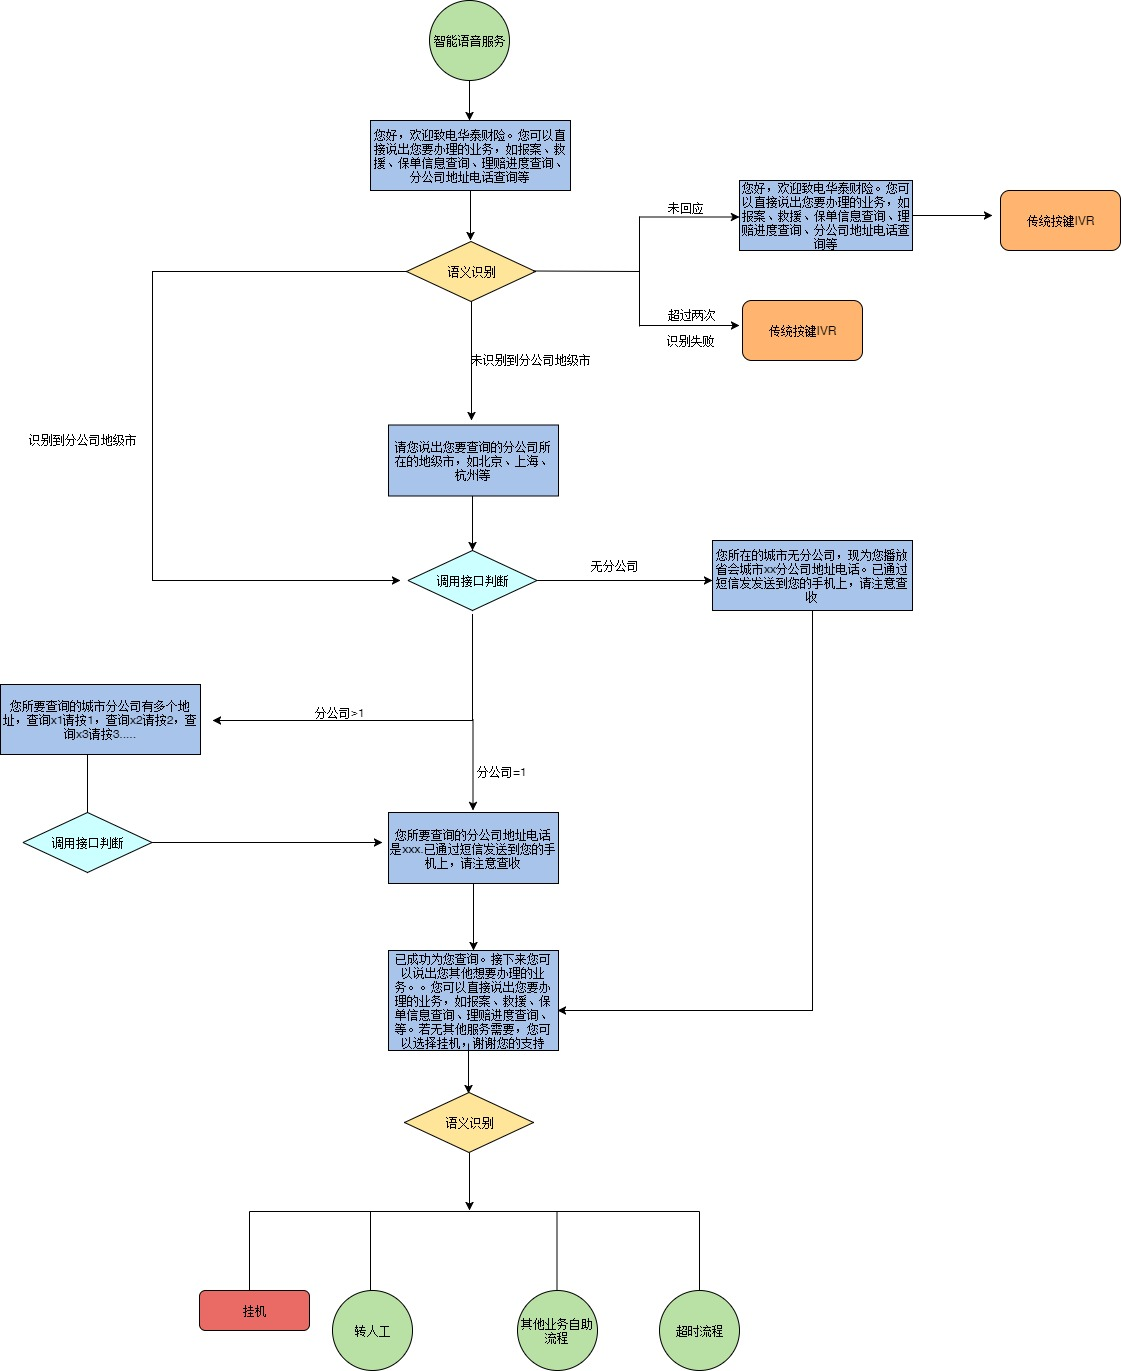 智能语音服务
您好，欢迎致电华泰财险。您可以直
接说出您要办理的业务，如报案、救
援、保单信息查询、理赔进度查询、
分公司地址电话查询等
语义识别
未回应
您好，欢迎致电华泰财险。您可
以直接说出您要办理的业务，如
报案、救援、保单信息查询、理
赔进度查询、分公司地址电话查
询等
传统按键IVR
超过两次
识别失败
传统按键IVR
未识别到分公司地级市
识别到分公司地级市
请您说出您要查询的分公司所
在的地级市，如北京、上海、
杭州等
调用接口判断
无分公司
您所在的城市无分公司，现为您播放
省会城市xx分公司地址电话。已通过
短信发发送到您的手机上，请注意查
收
分公司>1
您所要查询的城市分公司有多个地
址，查询x1请按1，查询x2请按2，查
询x3请按3.....
分公司=1
调用接口判断
您所要查询的分公司地址电话
是xxx.已通过短信发送到您的手
机上，请注意查收
已成功为您查询。接下来您可
以说出您其他想要办理的业
务。。您可以直接说出您要办
理的业务，如报案、救援、保
单信息查询、理赔进度查询、
等。若无其他服务需要，您可
以选择挂机，谢谢您的支持
语义识别
挂机
转人工
其他业务自助
流程
超时流程